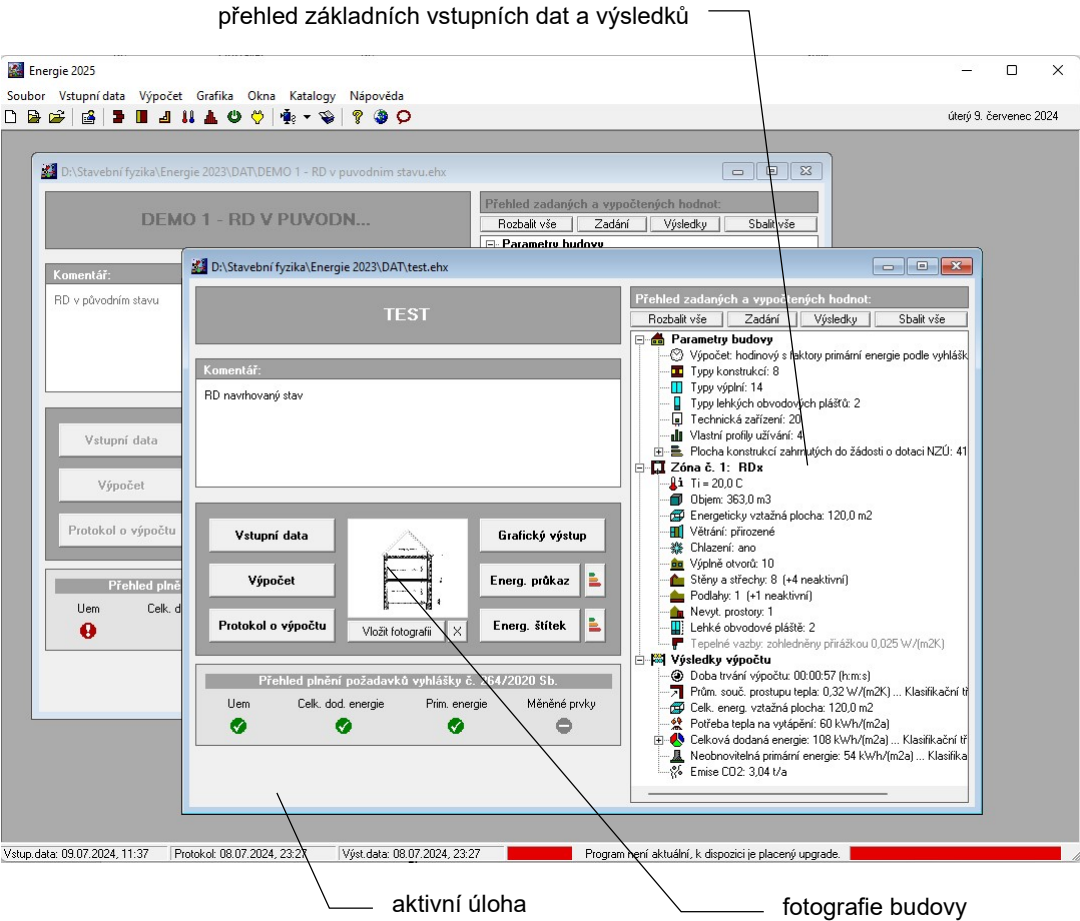 přehled základních vstupních dat a výsledků
Energie 2025
Soubor Vstupní data Výpočet Grafika Okna Katalogy Nápověda
úterý 9. červenec 2024
D:\Stavební fyzika\Energie 2023\DAT\DEMO 1 - RD v puvodnim stavu.ehx
DEMO 1 - RD V PUVODN...
Přehled zadaných a vypočtených hodnot:
Rozbalit vše Zadání Výsledky Sbalit vše
Parametry budovy
Komentář:
RD v původním stavu
Vstupní data
Výpočet
Protokol o výpočtu
Přehled plně
Uem Celk. d
D:\Stavební fyzika\Energie 2023\DAT\test.ehx
TEST
Komentář:
RD navrhovaný stav
Vstupní data
Výpočet
Protokol o výpočtu
Vložit fotografii X
Grafický výstup
Energ. průkaz
Energ. štítek
Přehled plnění požadavků vyhlášky č. 264/2020 Sb.
Uem Celk. dod. energie Prim. energie Měněné prvky
Přehled zadaných a vypočtených hodnot:
Rozbalit vše Zadání Výsledky Sbalit vše
Parametry budovy
Výpočet: hodinový s faktory primární energie podle vyhlášk
Typy konstrukcí: 8
Typy výplní: 14
Typy lehkých obvodových plášťů: 2
Technická zařízení: 20
Vlastní profily užívání: 4
Plocha konstrukcí zahrnutých do žádosti o dotaci NZÚ: 41
Zóna č. 1: RDx
Ti = 20,0 C
Objem: 363,0 m3
Energeticky vztažná plocha: 120,0 m2
Větrání: přirozené
Chlazení: ano
Výplně otvorů: 10
Stěny a střechy: 8 (+4 neaktivní)
Podlahy: 1 (+1 neaktivní)
Nevyt. prostory: 1
Lehké obvodové pláště: 2
Tepelné vazby: zohledněny přirážkou 0,025 W/(m2K)
Výsledky výpočtu
Doba trvání výpočtu: 00:00:57 (h:m:s)
Prům. souč. prostupu tepla: 0,32 W/(m2K) ... Klasifikační tř
Celk. energ. vztažná plocha: 120,0 m2
Potřeba tepla na vytápění: 60 kWh/(m2a)
Celková dodaná energie: 108 kWh/(m2a) ... Klasifikační tř
Neobnovitelná primární energie: 54 kWh/(m2a) ... Klasifika
Emise CO2: 3,04 t/a
Vstup.data: 09.07.2024, 11:37 Protokol: 08.07.2024, 23:27 Výst.data: 08.07.2024, 23:27 Program není aktuální, k dispozici je placený upgrade.
aktivní úloha
fotografie budovy